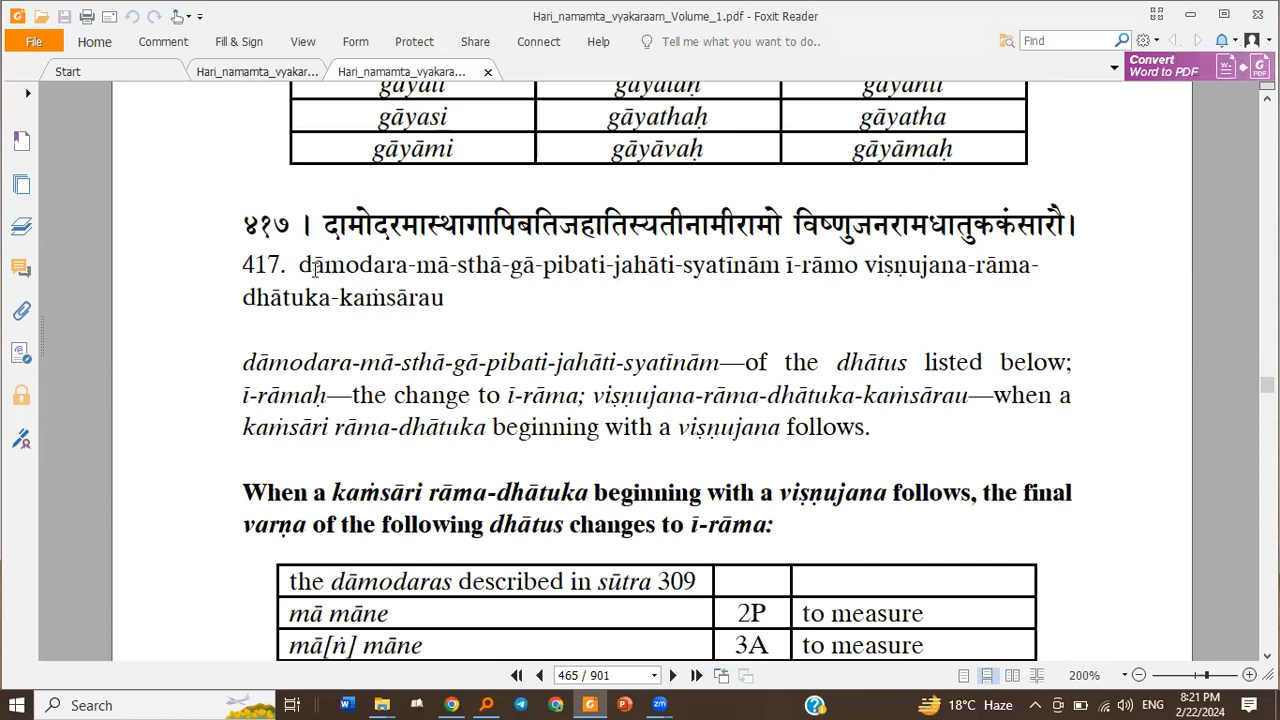 Hari_namamta_vyakaraam_Volume_1.pdf - Foxit Reader
File Home Comment Fill & Sign View Form Protect Share Connect Help Tell me what you want to do.. Find
Start Hari_namamta_vyakar... Hari_namamta_vyakara... Convert Word to PDF
gāyati gāyataḥ gāyanti
gāyasi gāyathaḥ gāyatha
gāyāmi gāyāvaḥ gāyāmaḥ
४१७ । दामोदरमास्थागापिबतिजहातिस्यतीनामीरामो विष्णुजनरामधातुककंसारौ।
417. dāmodara-mā-sthā-gā-pibati-jahāti-syatīnām ī-rāmo viṣṇujana-rāma-
dhātuka-kaṁsārau
dāmodara-mā-sthā-gā-pibati-jahāti-syatīnām—of the dhātus listed below;
ī-rāmaḥ—the change to ī-rāma; viṣṇujana-rāma-dhātuka-kaṁsārau—when a
kaṁsāri rāma-dhātuka beginning with a viṣṇujana follows.
When a kaṁsāri rāma-dhātuka beginning with a viṣṇujana follows, the final
varṇa of the following dhātus changes to ī-rāma:
the dāmodaras described in sūtra 309
mā māne 2P to measure
mā[ṅ] māne 3A to measure
465 / 901 200%
Search 18°C Haze ENG 8:21 PM
2/22/2024